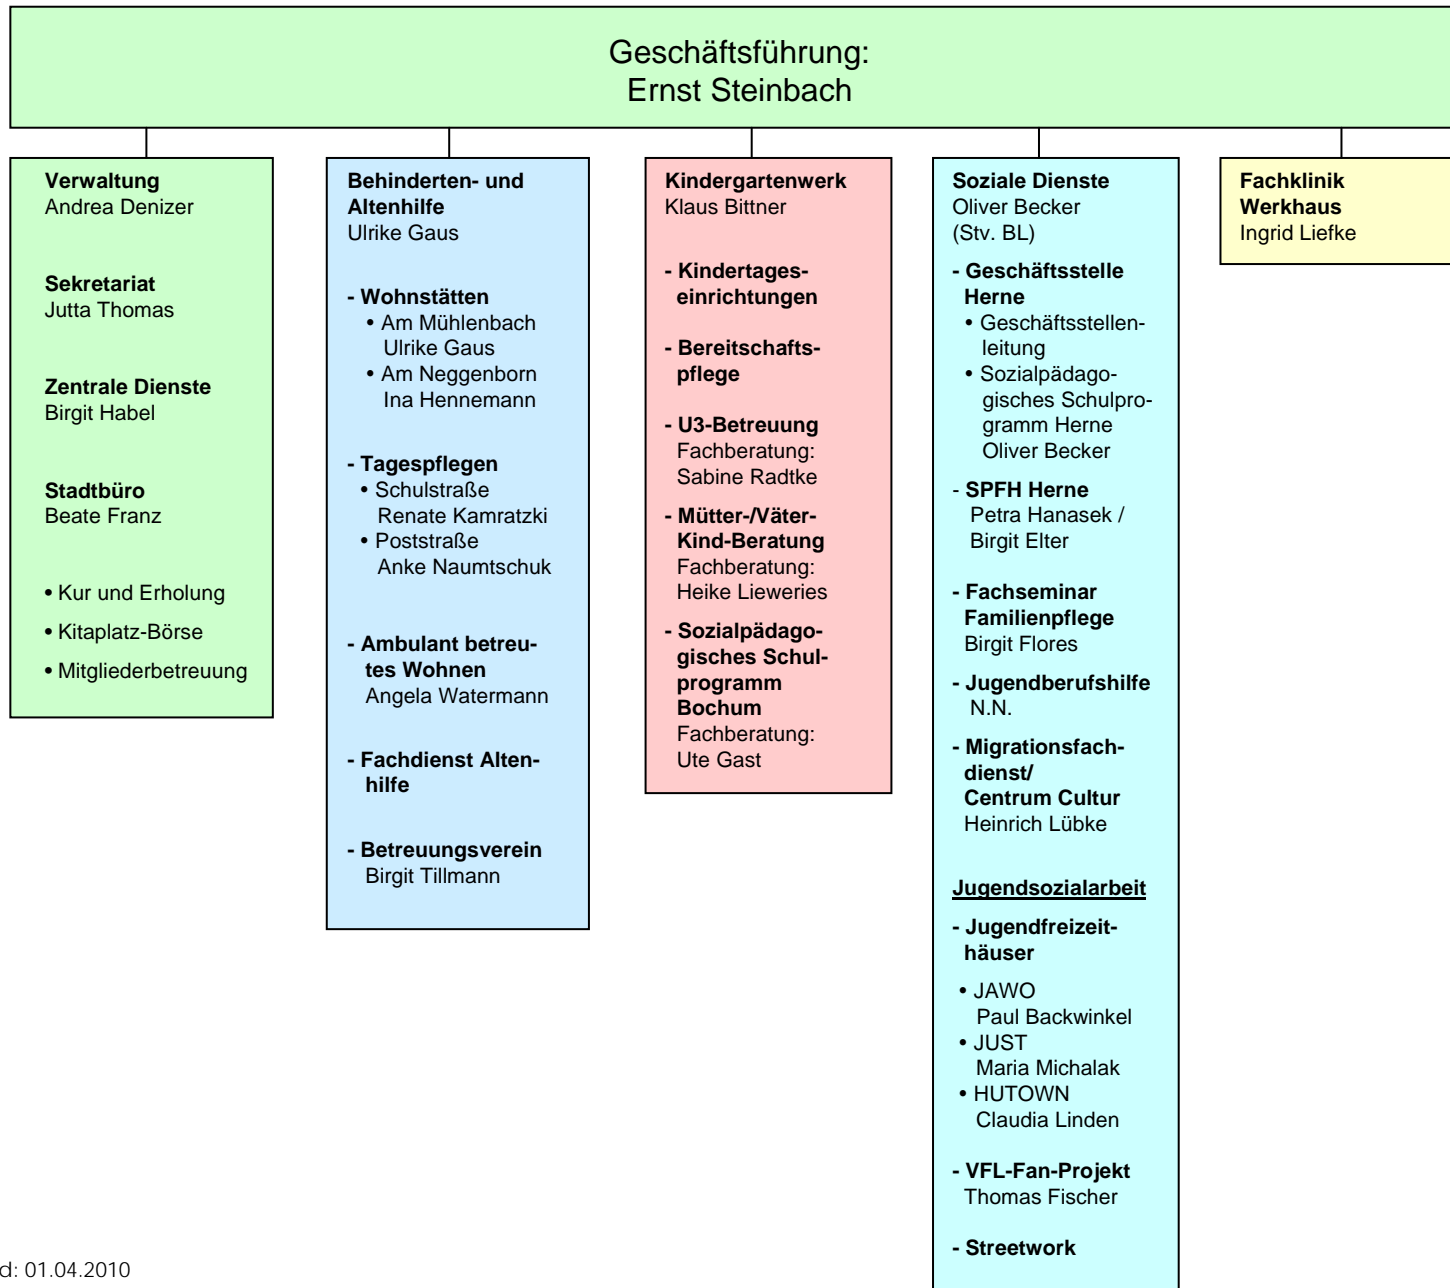 Geschäftsführung:
Ernst Steinbach
Verwaltung
Andrea Denizer
Sekretariat
Jutta Thomas
Zentrale Dienste
Birgit Habel
Stadtbüro
Beate Franz
• Kur und Erholung
• Kitaplatz-Börse
• Mitgliederbetreuung
Behinderten- und
Altenhilfe
Ulrike Gaus
- Wohnstätten
• Am Mühlenbach
Ulrike Gaus
• Am Neggenborn
Ina Hennemann
- Tagespflegen
• Schulstraße
Renate Kamratzki
• Poststraße
Anke Naumtschuk
- Ambulant betreu-
tes Wohnen
Angela Watermann
- Fachdienst Alten-
hilfe
- Betreuungsverein
Birgit Tillmann
Kindergartenwerk
Klaus Bittner
- Kindertages-
einrichtungen
- Bereitschafts-
pflege
- U3-Betreuung
Fachberatung:
Sabine Radtke
- Mütter-/Väter-
Kind-Beratung
Fachberatung:
Heike Lieweries
- Sozialpädago-
gisches Schul-
programm
Bochum
Fachberatung:
Ute Gast
Soziale Dienste
Oliver Becker
(Stv. BL)
- Geschäftsstelle
Herne
• Geschäftsstellen-
leitung
• Sozialpädago-
gisches Schulpro-
gramm Herne
Oliver Becker
- SPFH Herne
Petra Hanasek /
Birgit Elter
- Fachseminar
Familienpflege
Birgit Flores
- Jugendberufshilfe
N.N.
- Migrationsfach-
dienst/
Centrum Cultur
Heinrich Lübke
Jugendsozialarbeit
- Jugendfreizeit-
häuser
• JAWO
Paul Backwinkel
• JUST
Maria Michalak
• HUTOWN
Claudia Linden
- VFL-Fan-Projekt
Thomas Fischer
- Streetwork
Fachklinik
Werkhaus
Ingrid Liefke
d: 01.04.2010